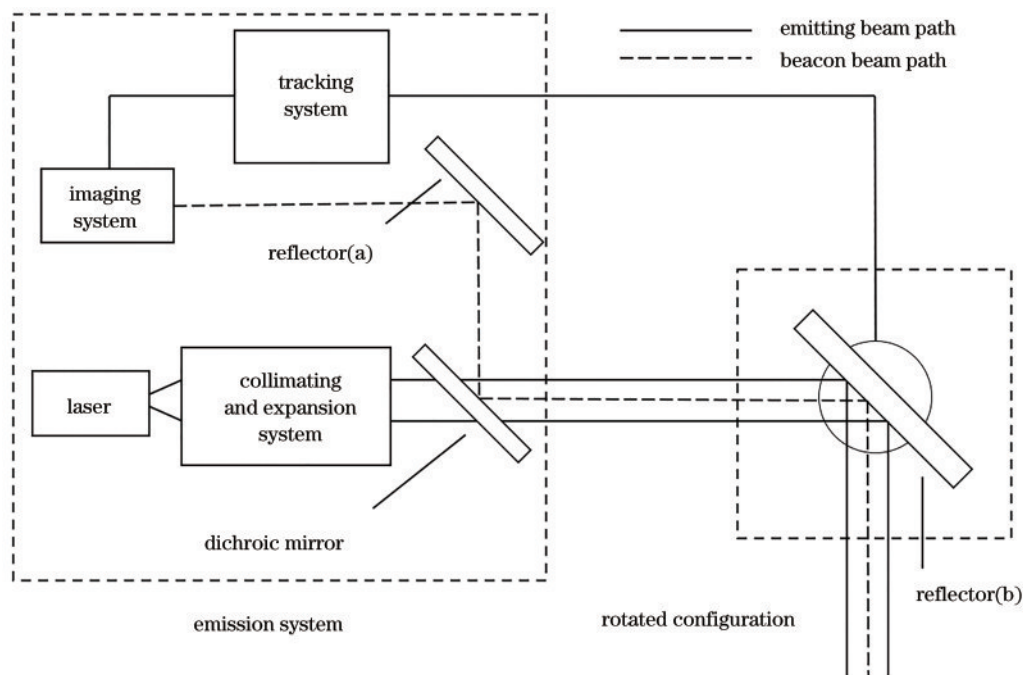 emitting beam path
beacon beam path
tracking
system
imaging
system
reflector(a)
laser
collimating
and expansion
system
dichroic mirror
reflector(b)
emission system
rotated configuration